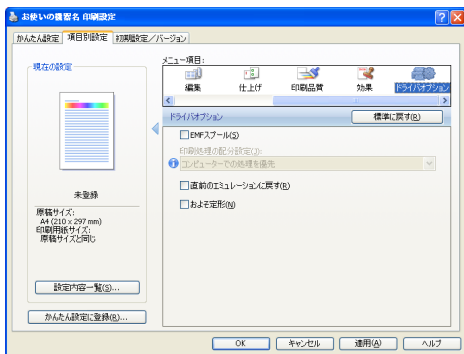 お使いの機器名 印刷設定
かんたん設定 項目別設定 初期設定／バージョン
現在の設定
未登録
原稿サイズ:
A4 (210 x 297 mm)
印刷用紙サイズ:
原稿サイズと同じ
設定内容一覧(S)...
かんたん設定に登録(R)...
メニュー項目:
編集 仕上げ 印刷品質 効果 ドライバオプション
ドライバオプション 標準に戻す(R)
EMFスプール(S)
印刷処理の配分設定(J):
コンピューターでの処理を優先
直前のエミュレーションに戻す(R)
およそ定形(N)
OK キャンセル 適用(A) ヘルプ